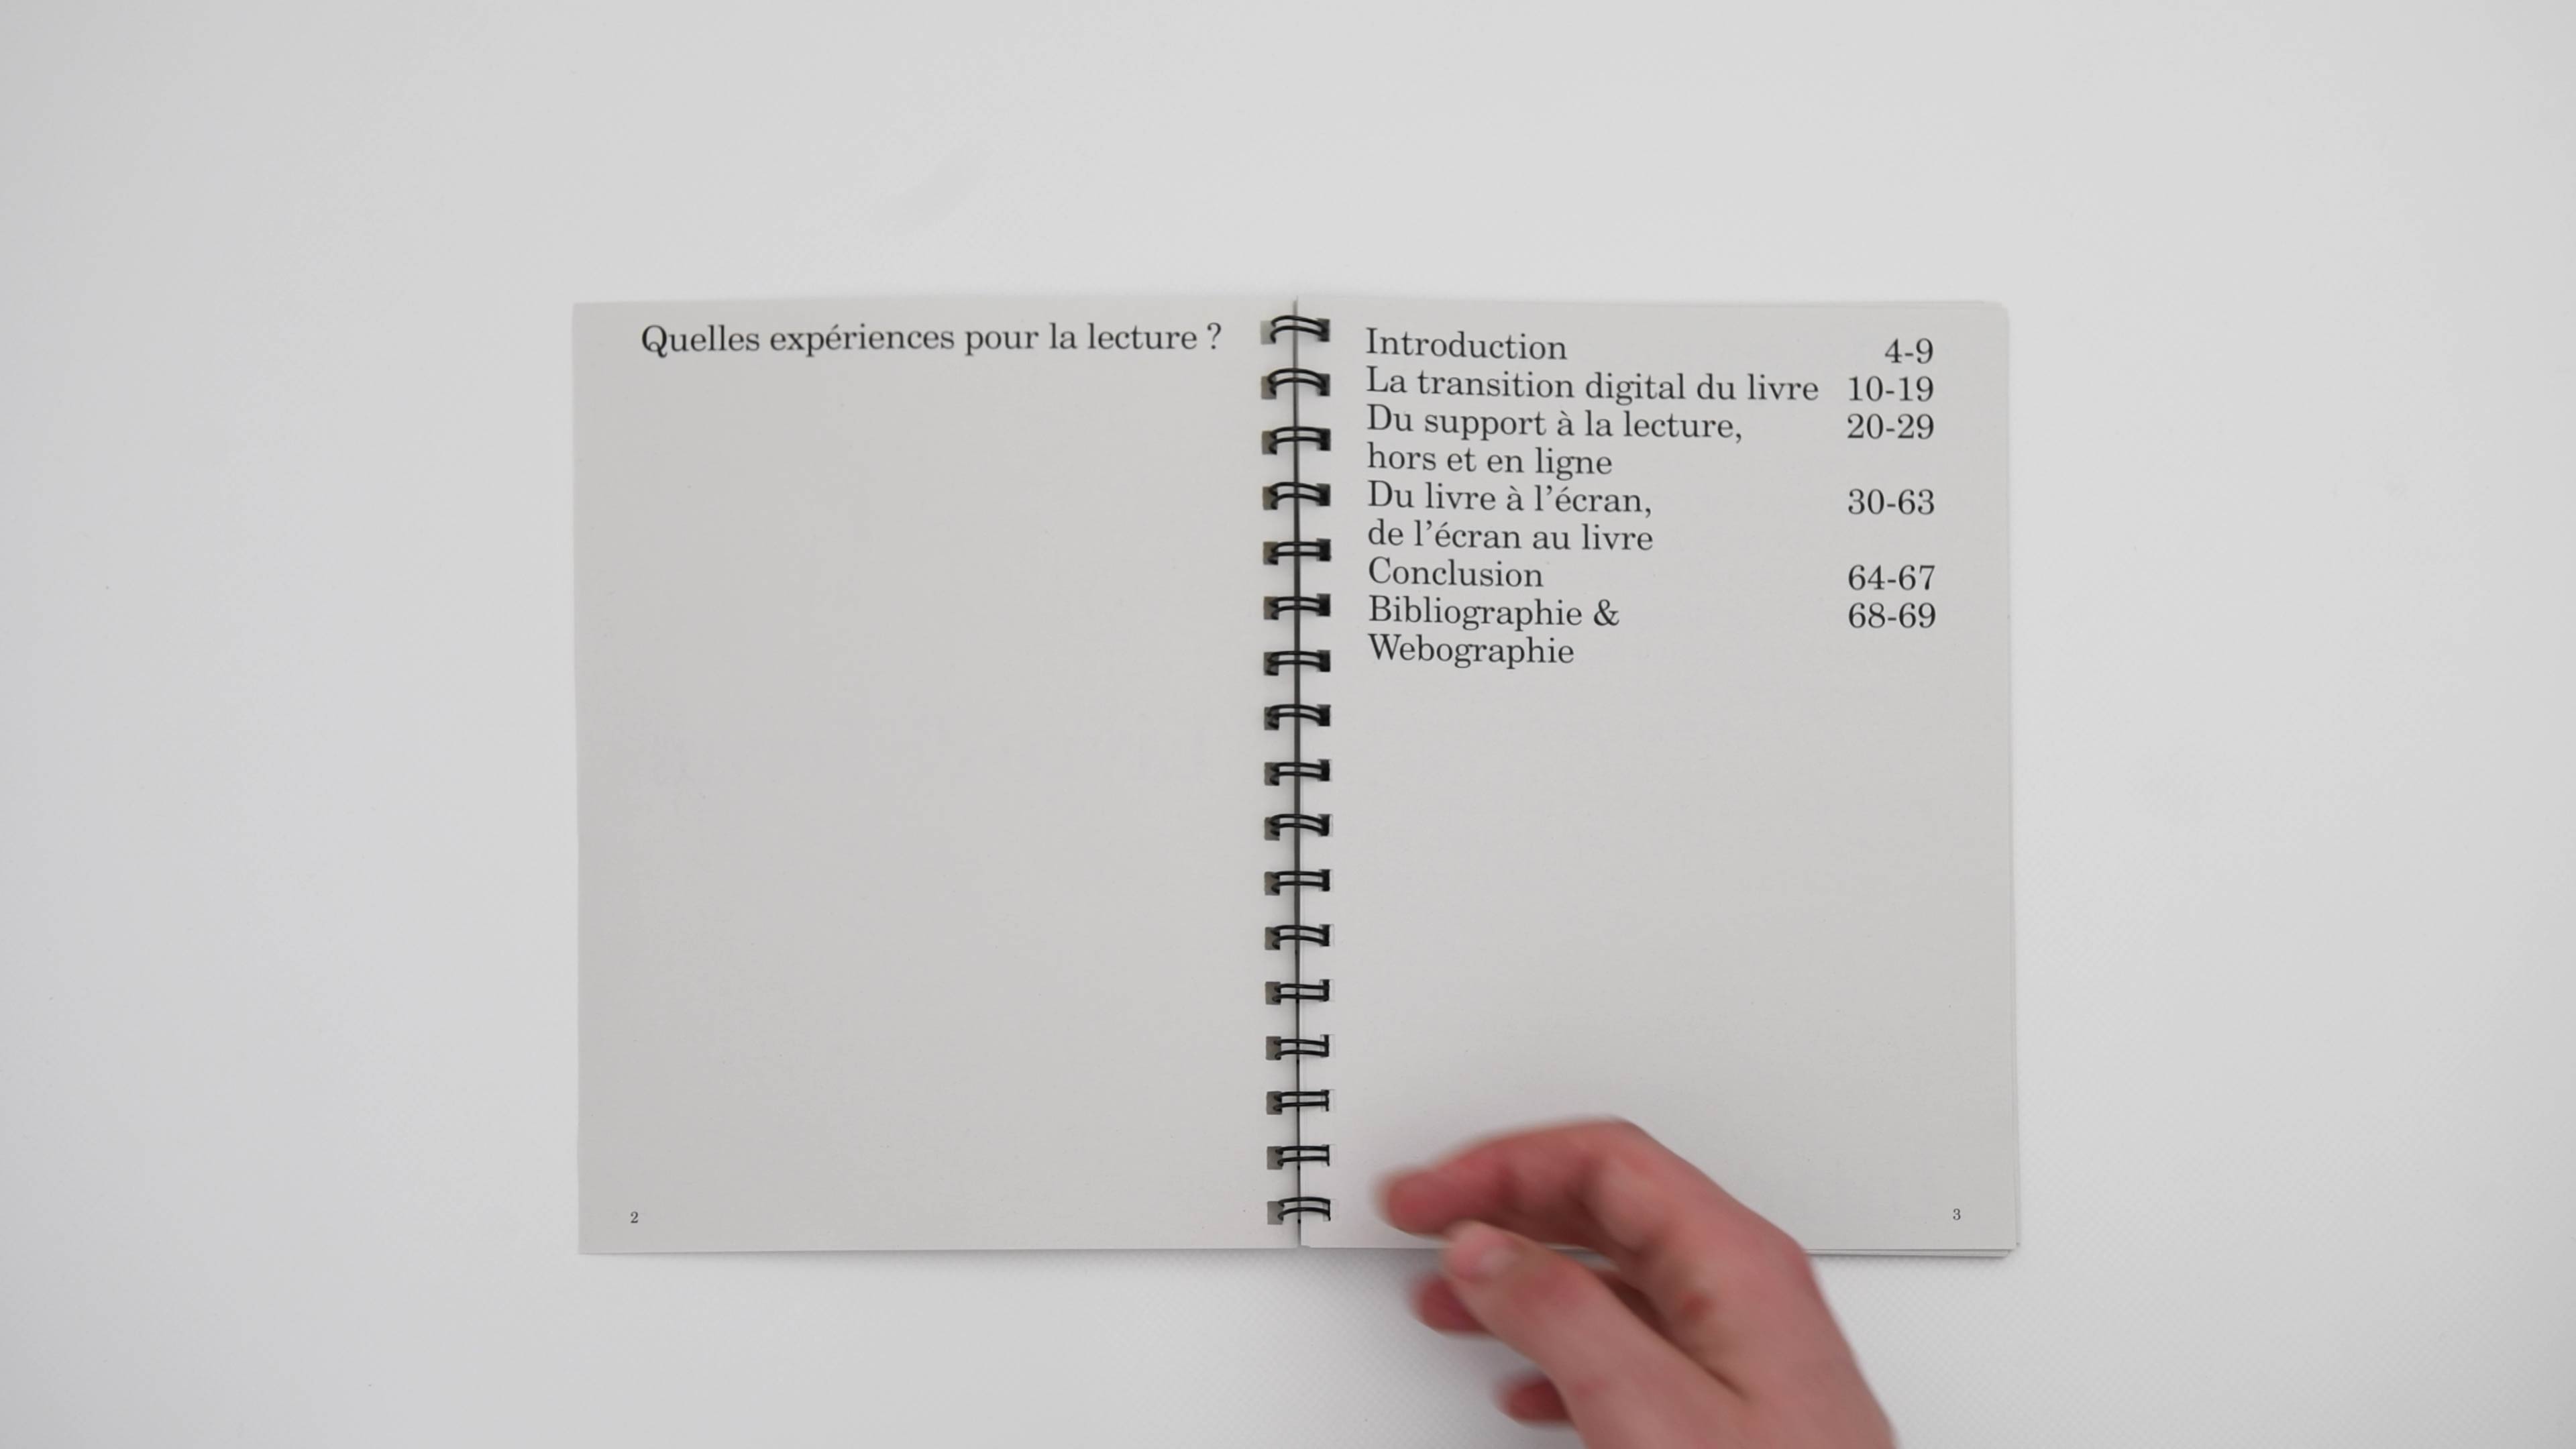 Quelles expériences pour la lecture ?
2
Introduction 4-9
La transition digital du livre 10-19
Du support à la lecture, 20-29
hors et en ligne
Du livre à l’écran, 30-63
de l’écran au livre
Conclusion 64-67
Bibliographie & 68-69
Webographie
3